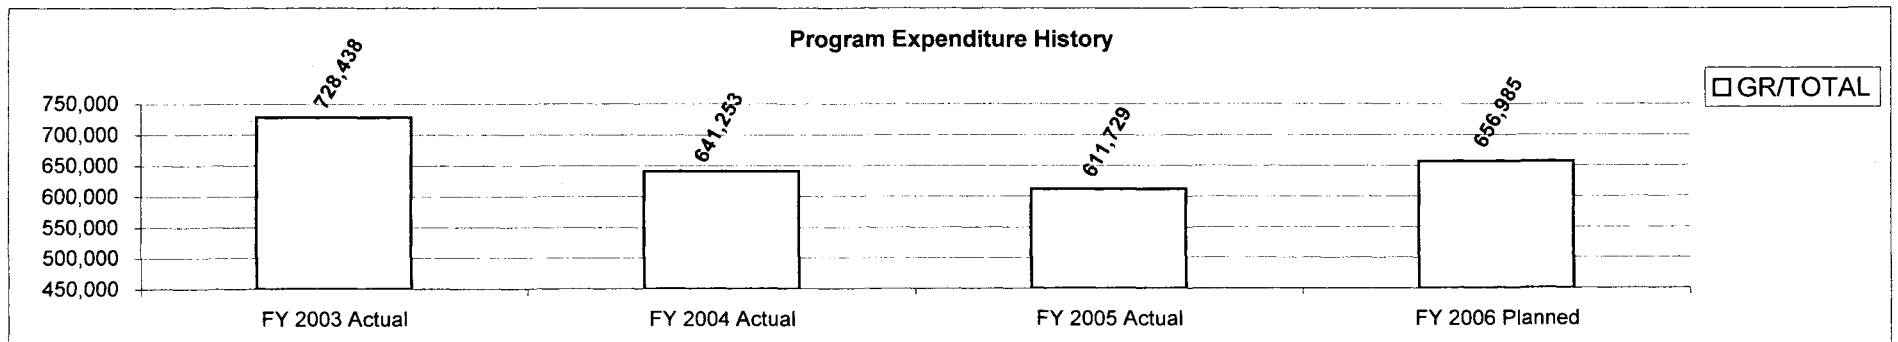 Program Expenditure History
GR/TOTAL
728,438
641,253
611,729
656,985
750,000
700,000
650,000
600,000
550,000
500,000
450,000
FY 2003 Actual
FY 2004 Actual
FY 2005 Actual
FY 2006 Planned